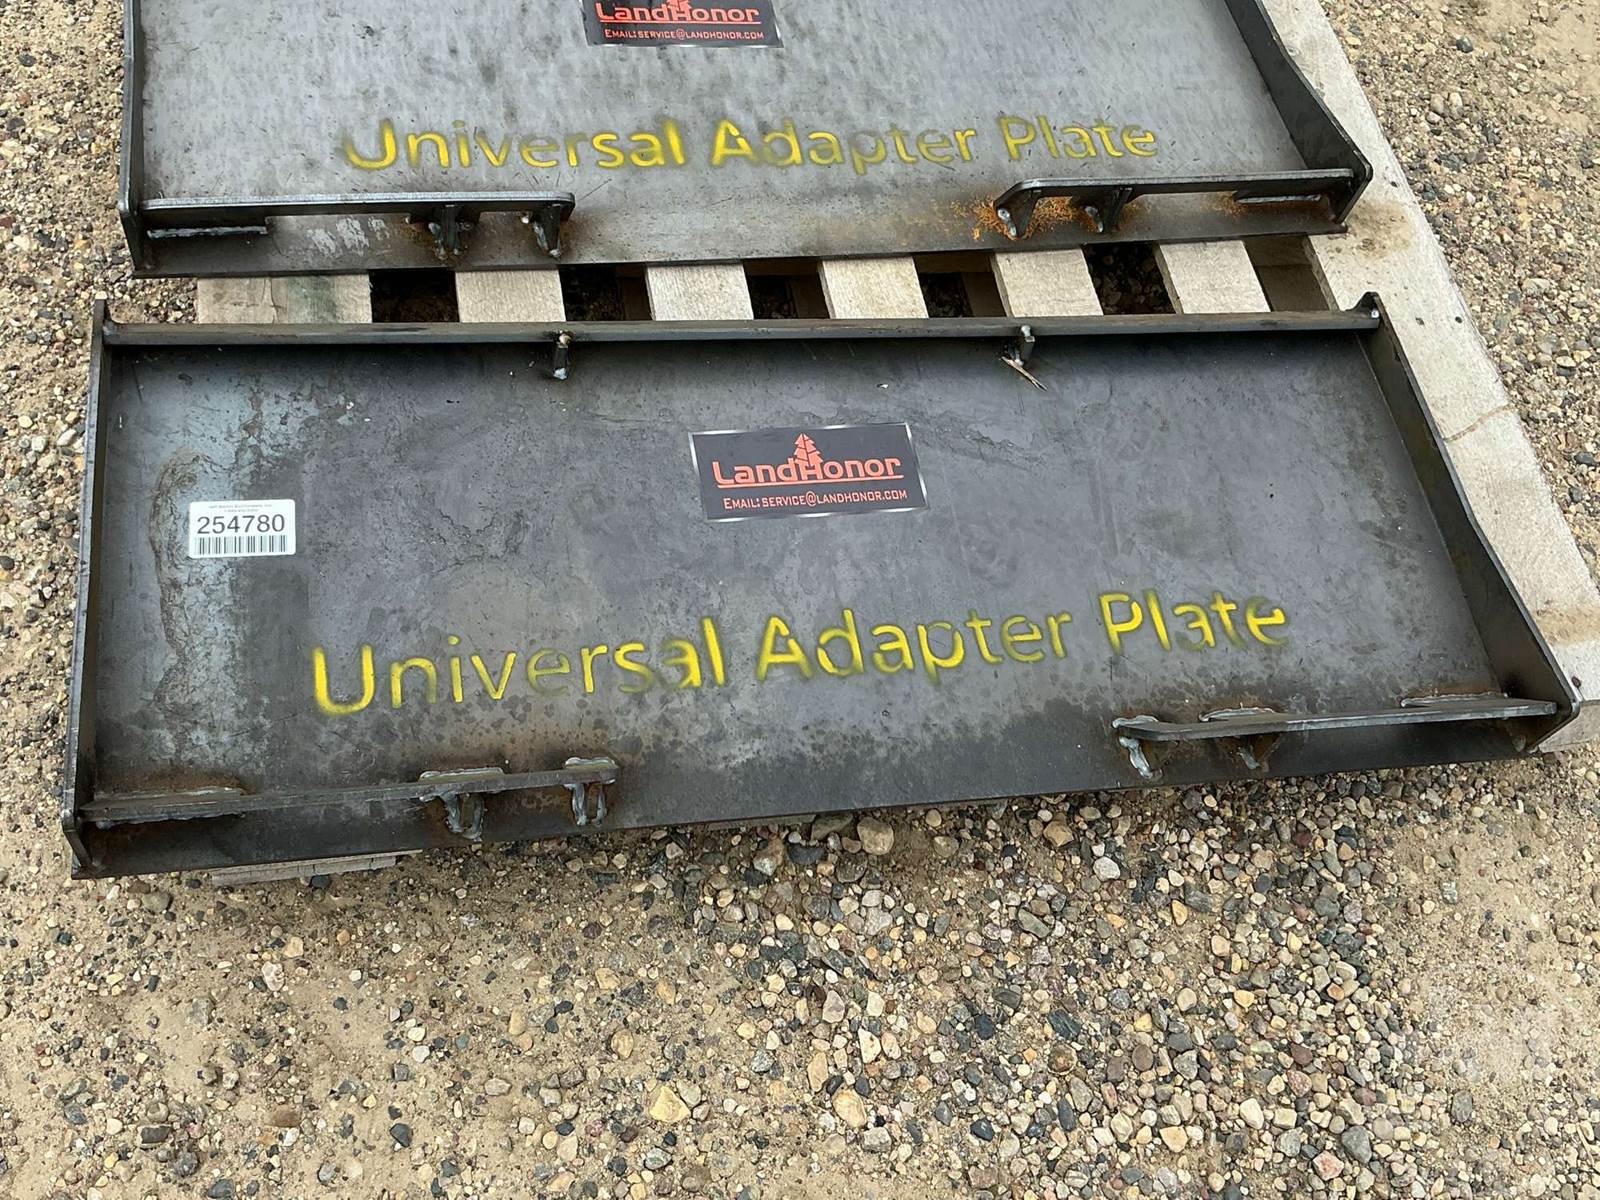 LandHonor
Email: service@landhonor.com
Universal Adapter Plate
LandHonor
Email: service@landhonor.com
254780
Universal Adapter Plate